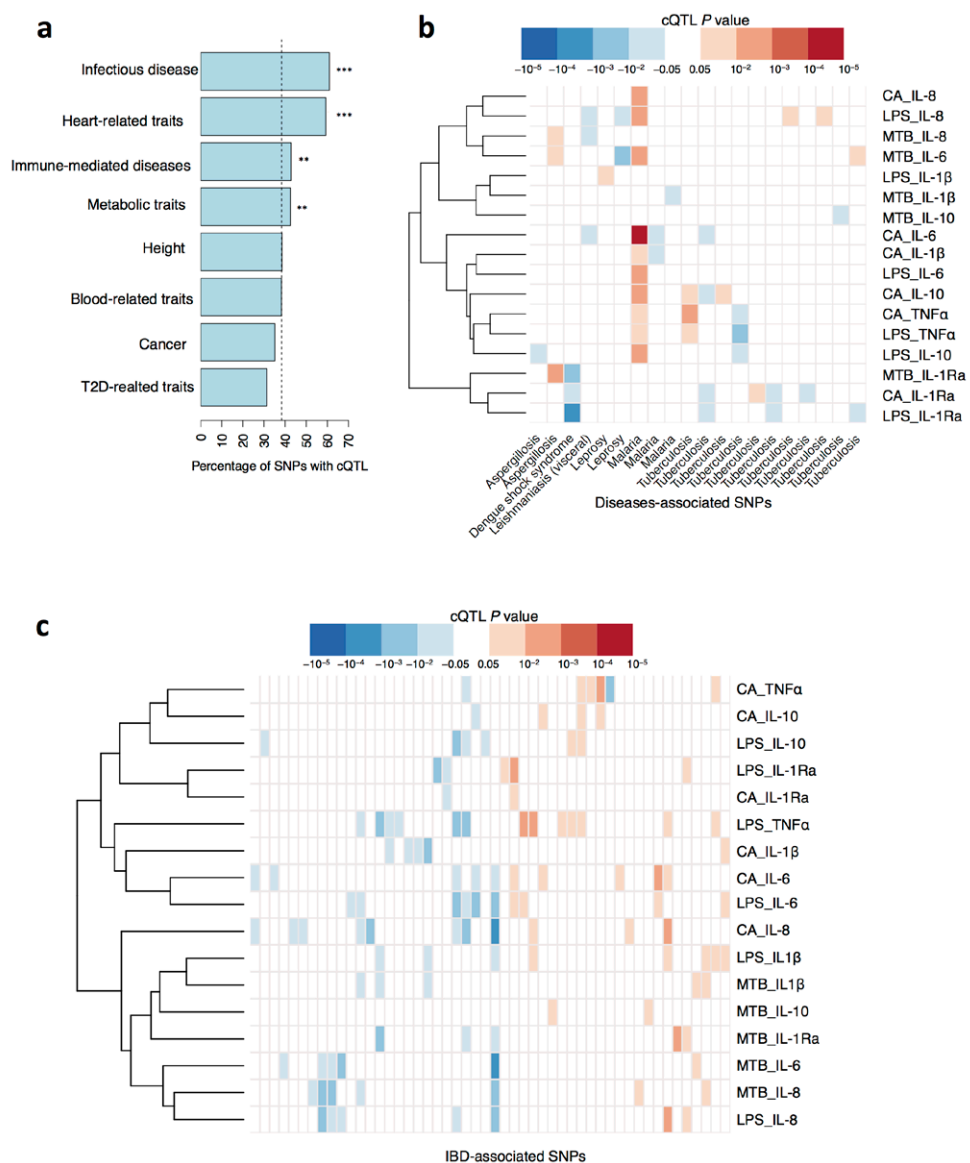 a
Infectious disease
***
Heart-related traits
***
Immune-mediated diseases
**
Metabolic traits
**
Height
Blood-related traits
Cancer
T2D-realted traits
0 10 20 30 40 50 60 70
Percentage of SNPs with cQTL
b
cQTL P value
−10⁻⁵ −10⁻⁴ −10⁻³ −10⁻² −0.05 0.05 10⁻² 10⁻³ 10⁻⁴ 10⁻⁵
CA_IL-8
LPS_IL-8
MTB_IL-8
MTB_IL-6
LPS_IL-1β
MTB_IL-1β
MTB_IL-10
CA_IL-6
CA_IL-1β
LPS_IL-6
CA_IL-10
CA_TNFα
LPS_TNFα
LPS_IL-10
MTB_IL-1Ra
CA_IL-1Ra
LPS_IL-1Ra
Aspergillosis
Aspergillosis
Dengue shock syndrome
Leishmaniasis (visceral)
Leprosy
Leprosy
Malaria
Malaria
Malaria
Tuberculosis
Tuberculosis
Tuberculosis
Tuberculosis
Tuberculosis
Tuberculosis
Tuberculosis
Tuberculosis
Tuberculosis
Tuberculosis
Tuberculosis
Diseases-associated SNPs
c
cQTL P value
−10⁻⁵ −10⁻⁴ −10⁻³ −10⁻² −0.05 0.05 10⁻² 10⁻³ 10⁻⁴ 10⁻⁵
CA_TNFα
CA_IL-10
LPS_IL-10
LPS_IL-1Ra
CA_IL-1Ra
LPS_TNFα
CA_IL-1β
CA_IL-6
LPS_IL-6
CA_IL-8
LPS_IL1β
MTB_IL1β
MTB_IL-10
MTB_IL-1Ra
MTB_IL-6
MTB_IL-8
LPS_IL-8
IBD-associated SNPs